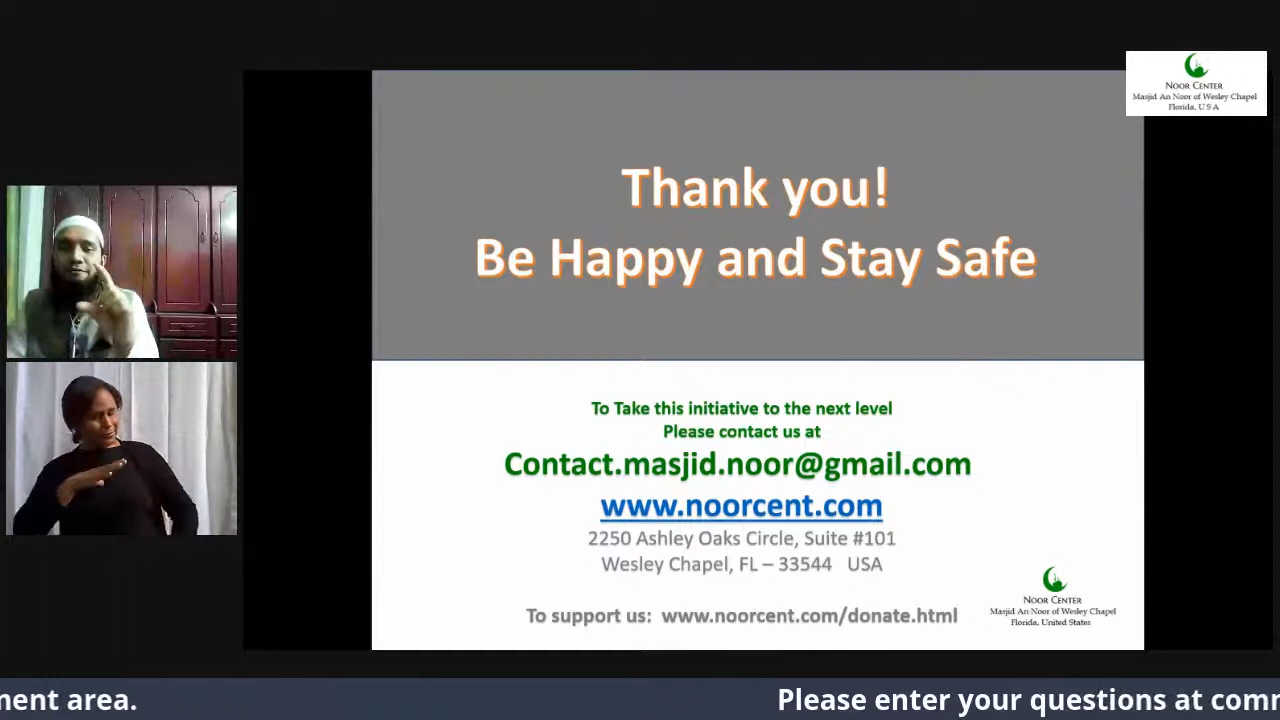 NOOR CENTER
Masjid An Noor of Wesley Chapel
Florida, U S A
Thank you!
Be Happy and Stay Safe
To Take this initiative to the next level
Please contact us at
Contact.masjid.noor@gmail.com
www.noorcent.com
2250 Ashley Oaks Circle, Suite #101
Wesley Chapel, FL – 33544 USA
To support us: www.noorcent.com/donate.html
NOOR CENTER
Masjid An Noor of Wesley Chapel
Florida, United States
area. Please enter your questions at